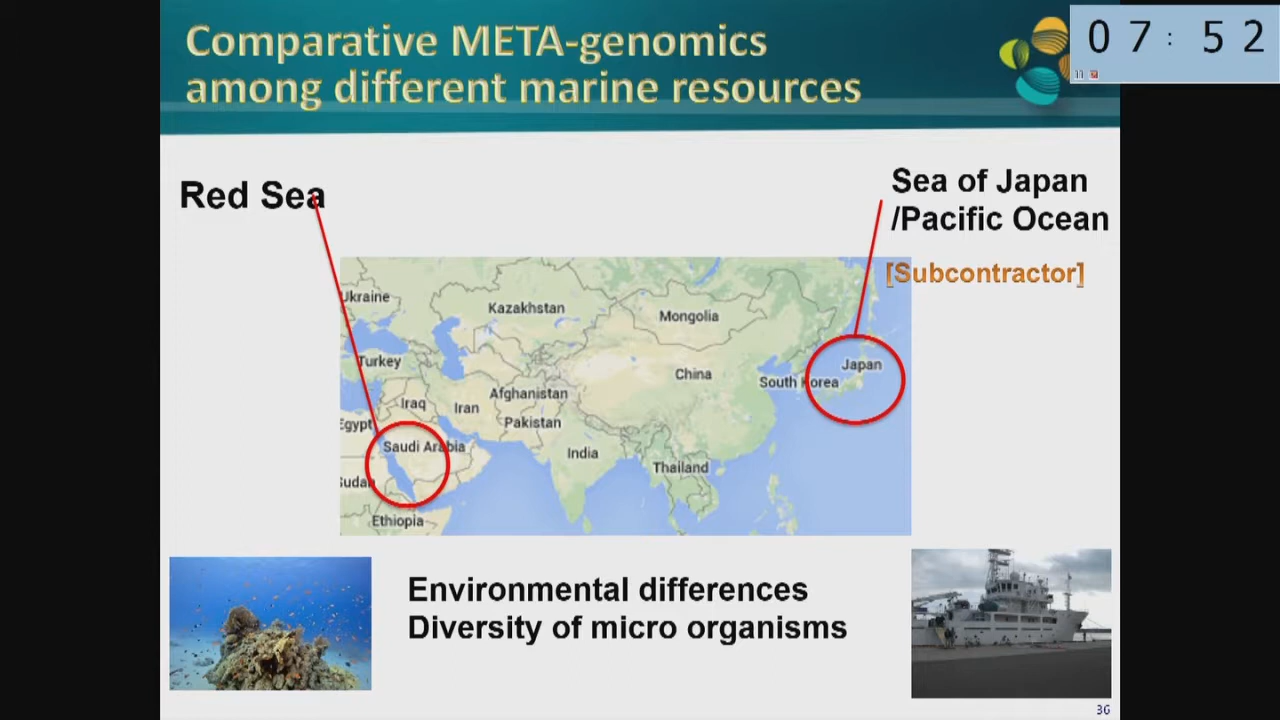 Comparative META-genomics
among different marine resources
07:52
Red Sea
Sea of Japan
/Pacific Ocean
[Subcontractor]
Ukraine
Kazakhstan
Mongolia
Turkey
Japan
China
South Korea
Afghanistan
Iraq
Iran
Egypt
Pakistan
Saudi Arabia
India
Thailand
Sudan
Ethiopia
Environmental differences
Diversity of micro organisms
36